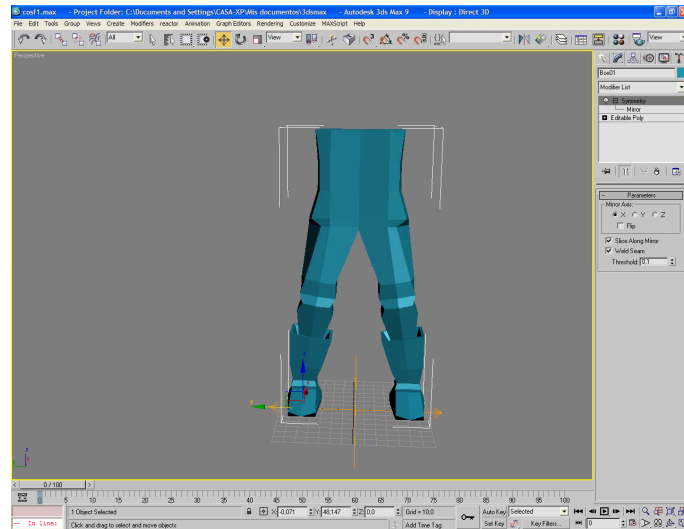 cosf1.max - Project Folder: C:\Documents and Settings\CASA-XP\Mis documentos\3dsmax - Autodesk 3ds Max 9 - Display : Direct 3D
File Edit Tools Group Views Create Modifiers reactor Animation Graph Editors Rendering Customize MAXScript Help
All View View
Perspective
Box01
Modifier List
Symmetry
Mirror
Editable Poly
- Parameters
Mirror Axis:
X Y Z
Flip
Slice Along Mirror
Weld Seam
Threshold: 0,1
z
y
0 / 100
0 5 10 15 20 25 30 35 40 45 50 55 60 65 70 75 80 85 90 95 100
1 Object Selected X: -0,071 Y: 48,147 Z: 0,0 Grid = 10,0 Auto Key Selected
-- In line: Click and drag to select and move objects Add Time Tag Set Key Key Filters... 0